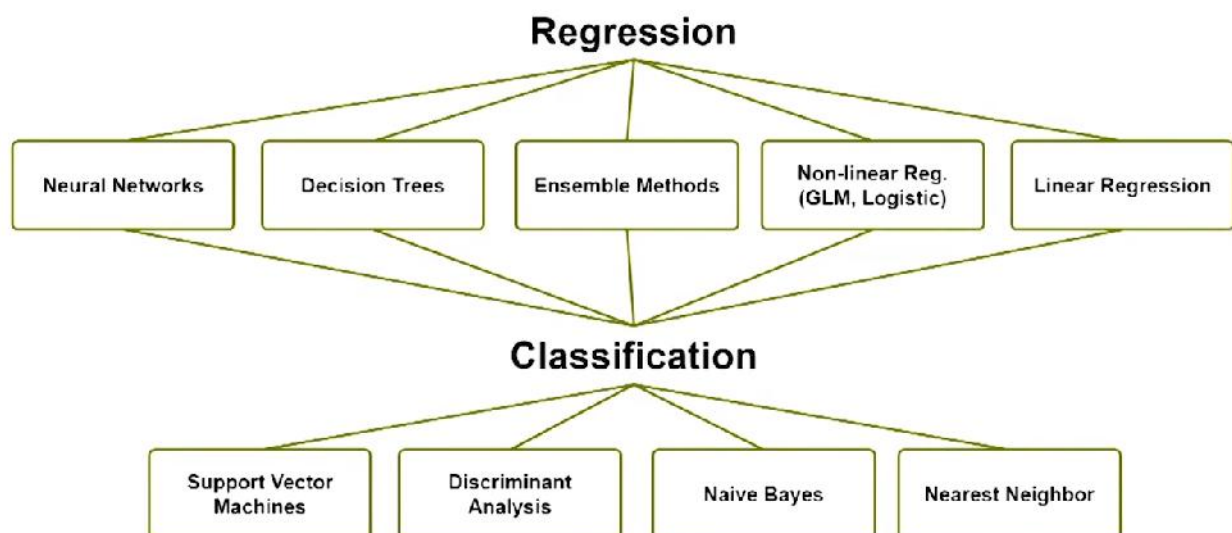 Regression
Neural Networks
Decision Trees
Ensemble Methods
Non-linear Reg.
(GLM, Logistic)
Linear Regression
Classification
Support Vector
Machines
Discriminant
Analysis
Naive Bayes
Nearest Neighbor